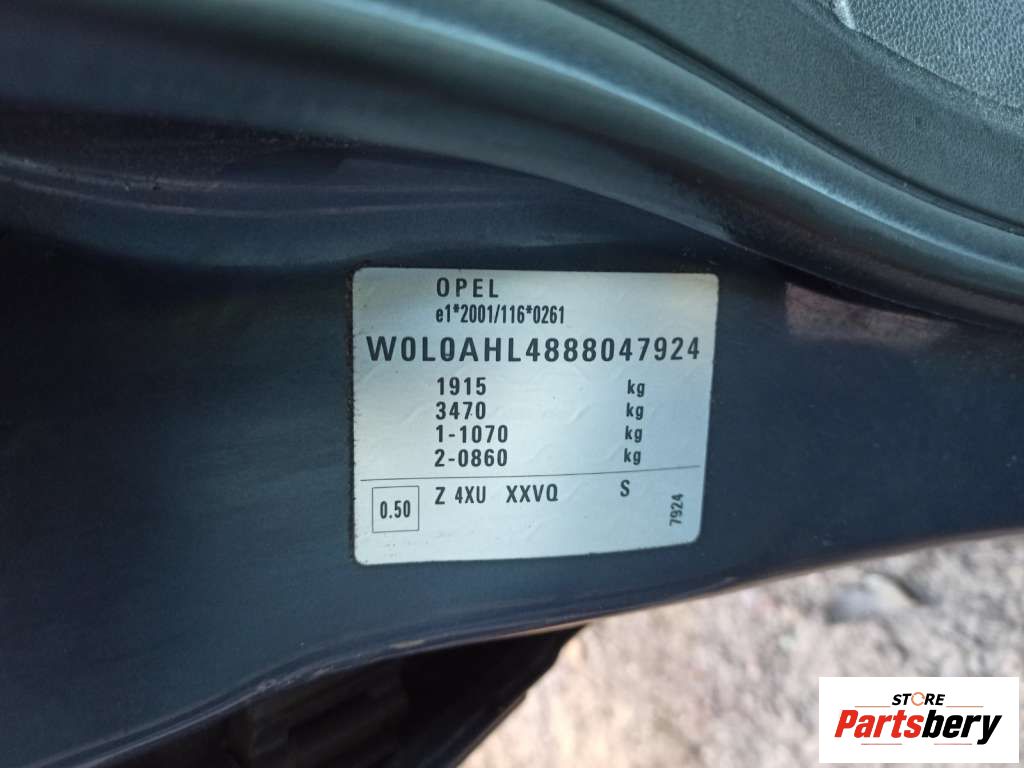 OPEL
e1*2001/116*0261
W0L0AHL4888047924
1915 kg
3470 kg
1-1070 kg
2-0860 kg
0.50 Z 4XU XXVQ S
7924
STORE
Partsbery